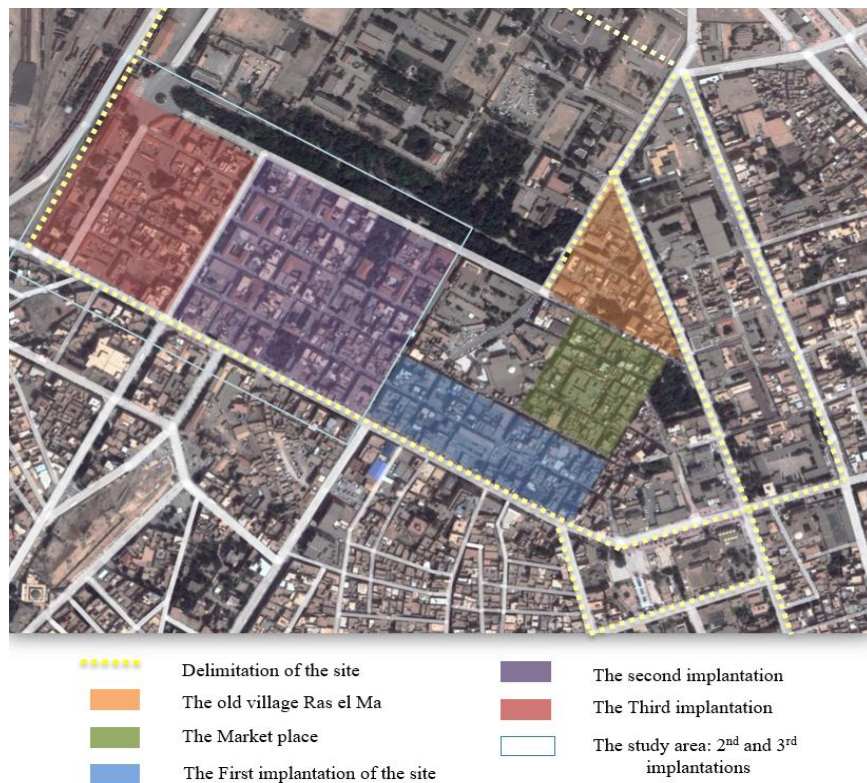 Delimitation of the site
The old village Ras el Ma
The Market place
The First implantation of the site
The second implantation
The Third implantation
The study area: 2nd and 3rd
implantations